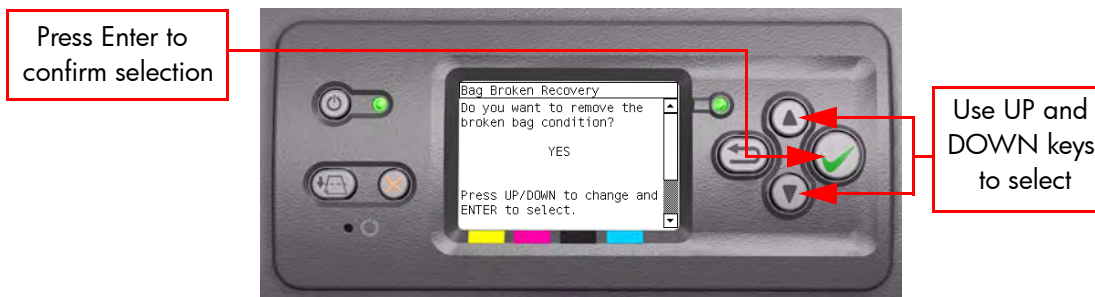 Press Enter to
confirm selection
Bag Broken Recovery
Do you want to remove the
broken bag condition?
YES
Press UP/DOWN to change and
ENTER to select.
Use UP and
DOWN keys
to select